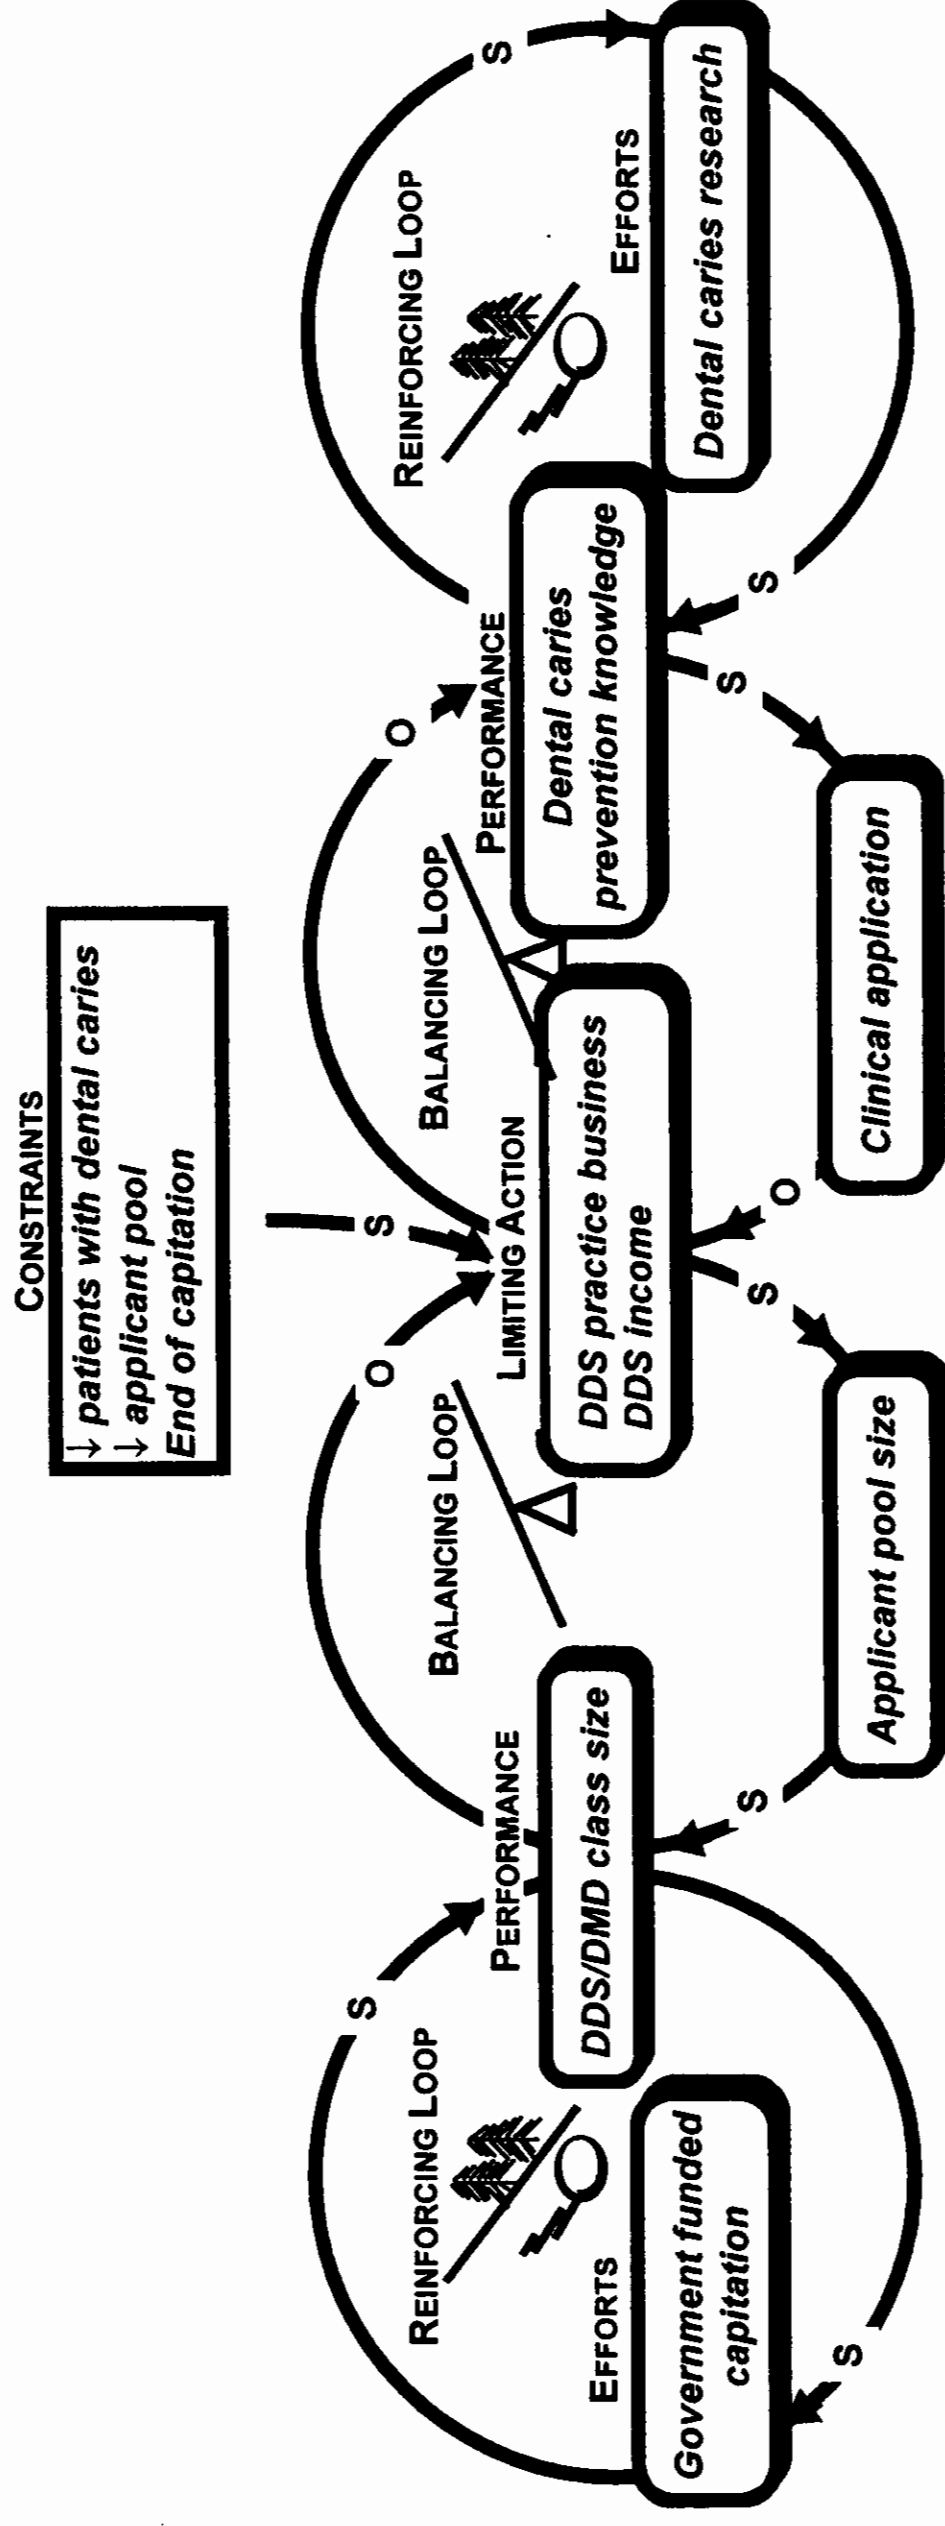 CONSTRAINTS
↓ patients with dental caries
↓ applicant pool
End of capitation
S
O
O
S
S
REINFORCING LOOP
BALANCING LOOP
BALANCING LOOP
REINFORCING LOOP
PERFORMANCE
LIMITING ACTION
PERFORMANCE
EFFORTS
EFFORTS
DDS/DMD class size
DDS practice business
DDS income
Dental caries
prevention knowledge
Dental caries research
Government funded
capitation
S
S
O
S
S
S
Applicant pool size
Clinical application